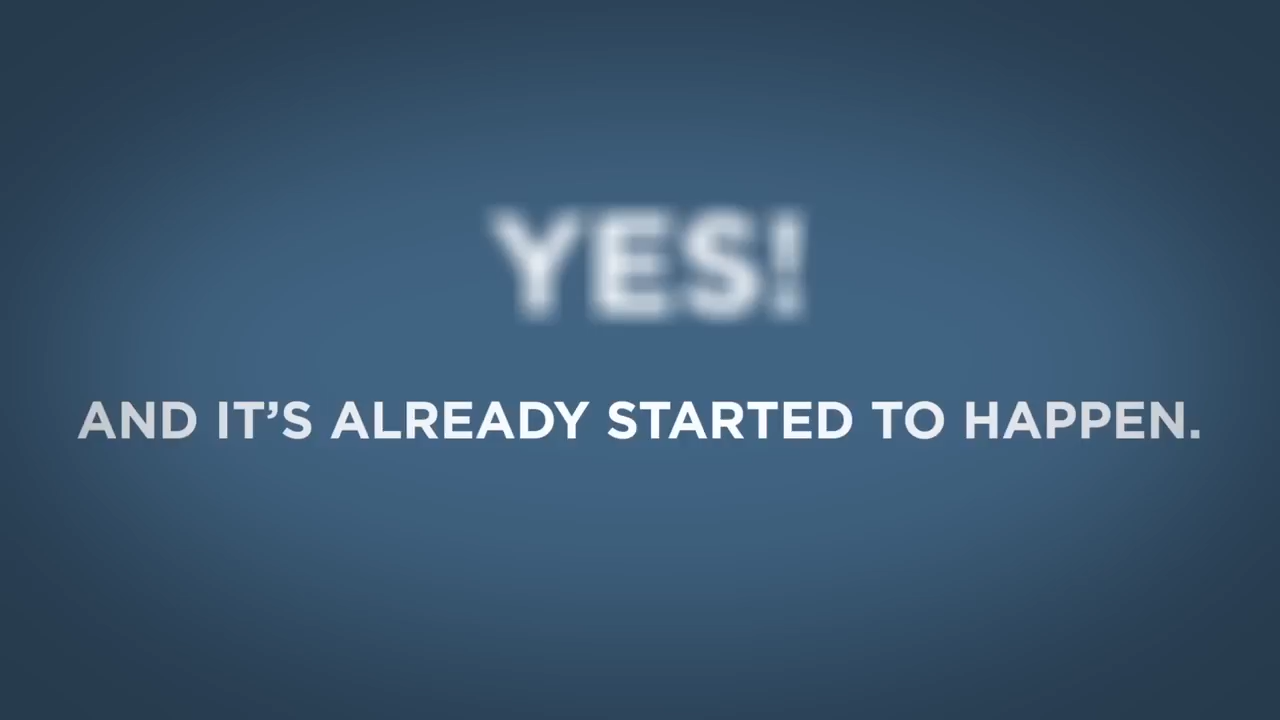 YES!
AND IT’S ALREADY STARTED TO HAPPEN.